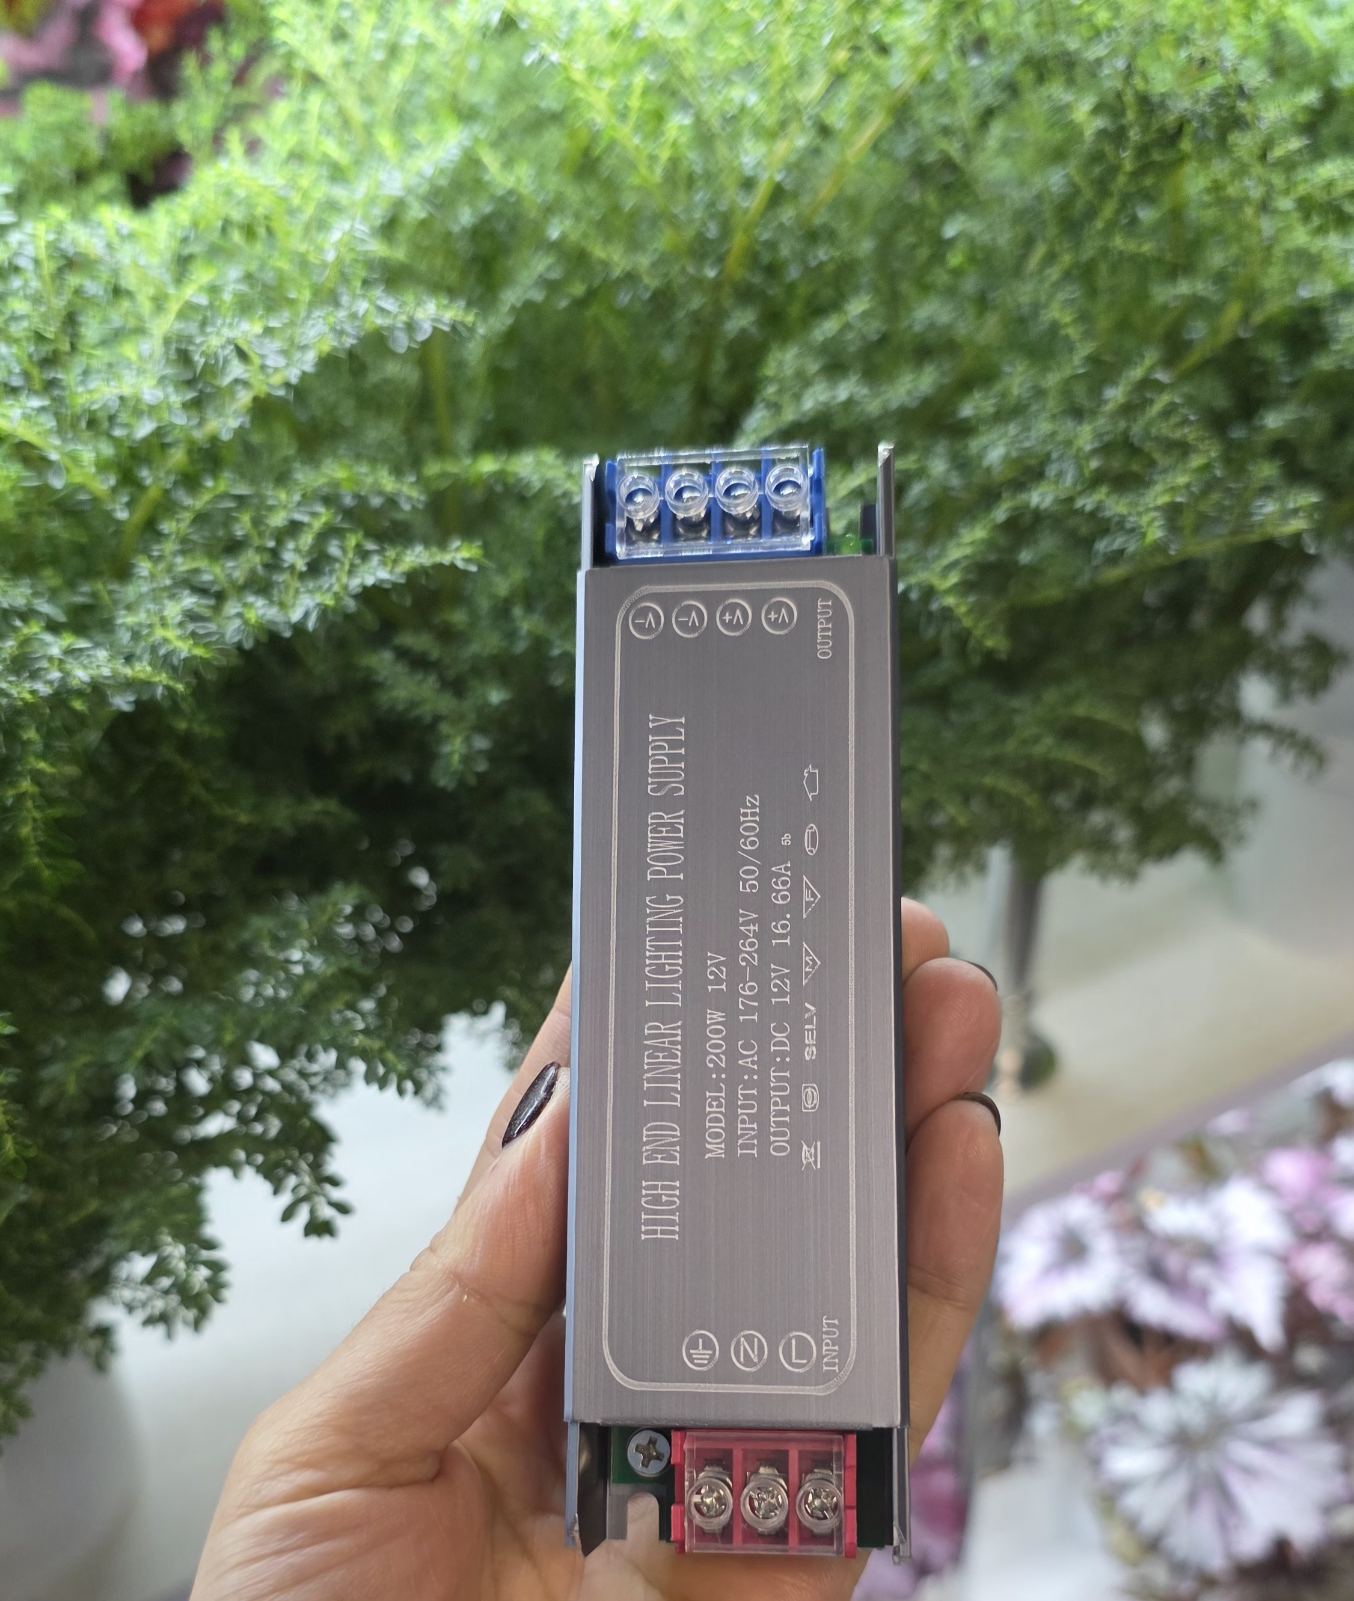 HIGH END LINEAR LIGHTING POWER SUPPLY
MODEL:200W 12V
INPUT:AC 176-264V 50/60Hz
OUTPUT:DC 12V 16.66A 5b
SELV M F
V- V- V+ V+
OUTPUT
N L
INPUT